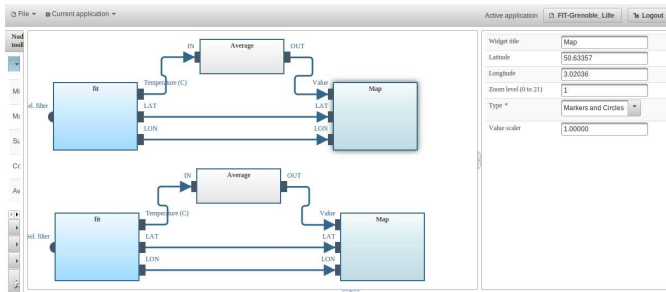 File
Current application
Active application
FIT-Grenoble_Lille
Logout
Nod
tool
Mi
Ma
Su
Co
Av
IN
Average
OUT
Temperature (C)
Value
fit
Map
el. filter
LAT
LAT
LON
LON
IN
Average
OUT
Temperature (C)
Value
fit
Map
Sel. filter
LAT
LAT
LON
LON
Widget title
Map
Latitude
50.63357
Longitude
3.02036
Zoom level (0 to 21)
1
Type *
Markers and Circles
Value scaler
1.00000